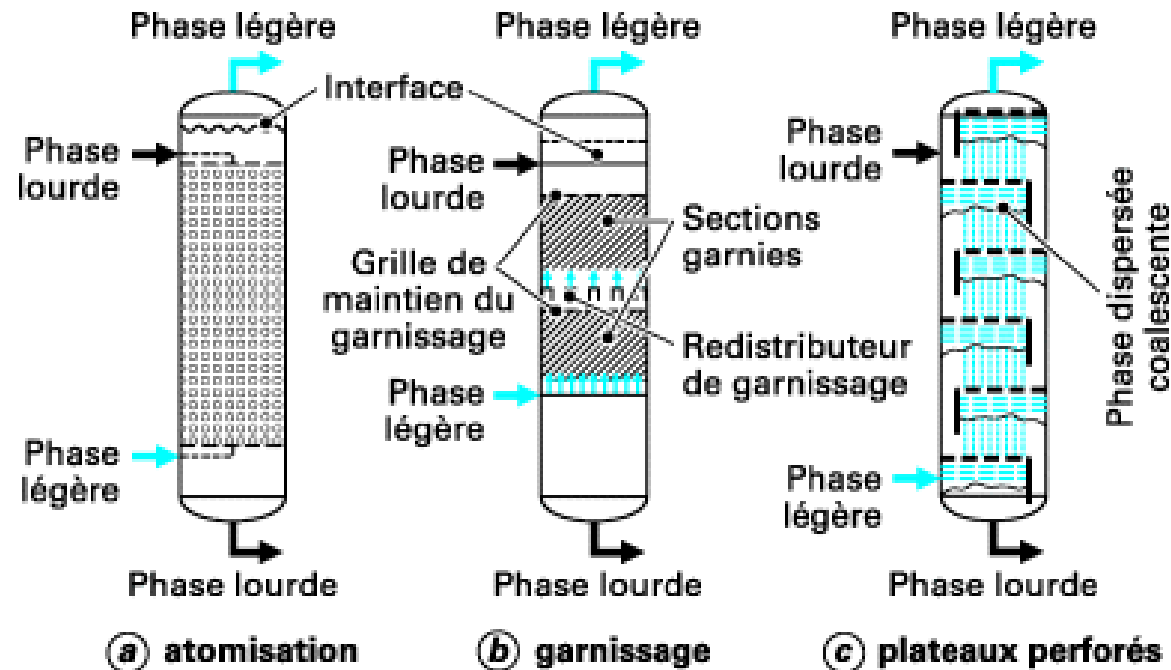 Phase légère
Phase légère
Phase légère
Interface
Phase
lourde
Phase
lourde
Phase
lourde
Grille de
maintien du
garnissage
Sections
garnies
Redistributeur
de garnissage
Phase dispersée
coalescente
Phase
légère
Phase
légère
Phase
légère
Phase lourde
Phase lourde
Phase lourde
a atomisation
b garnissage
c plateaux perforés